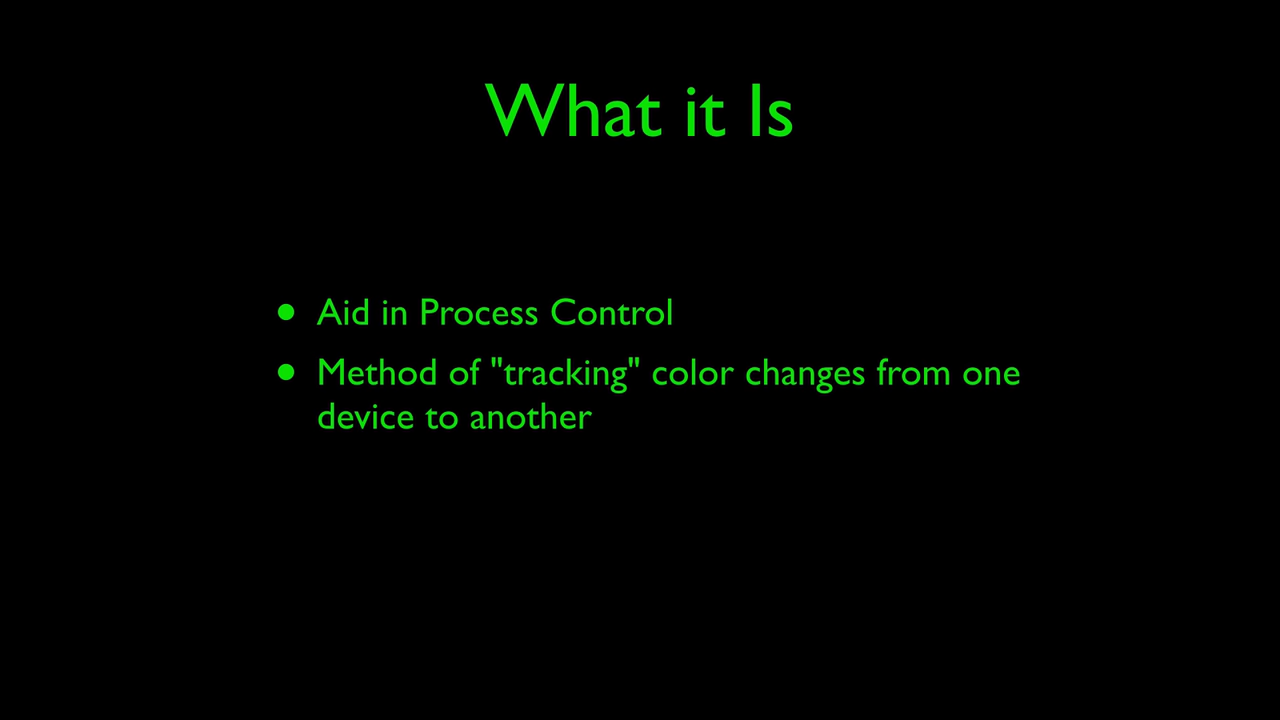 What it Is
• Aid in Process Control
• Method of "tracking" color changes from one
device to another